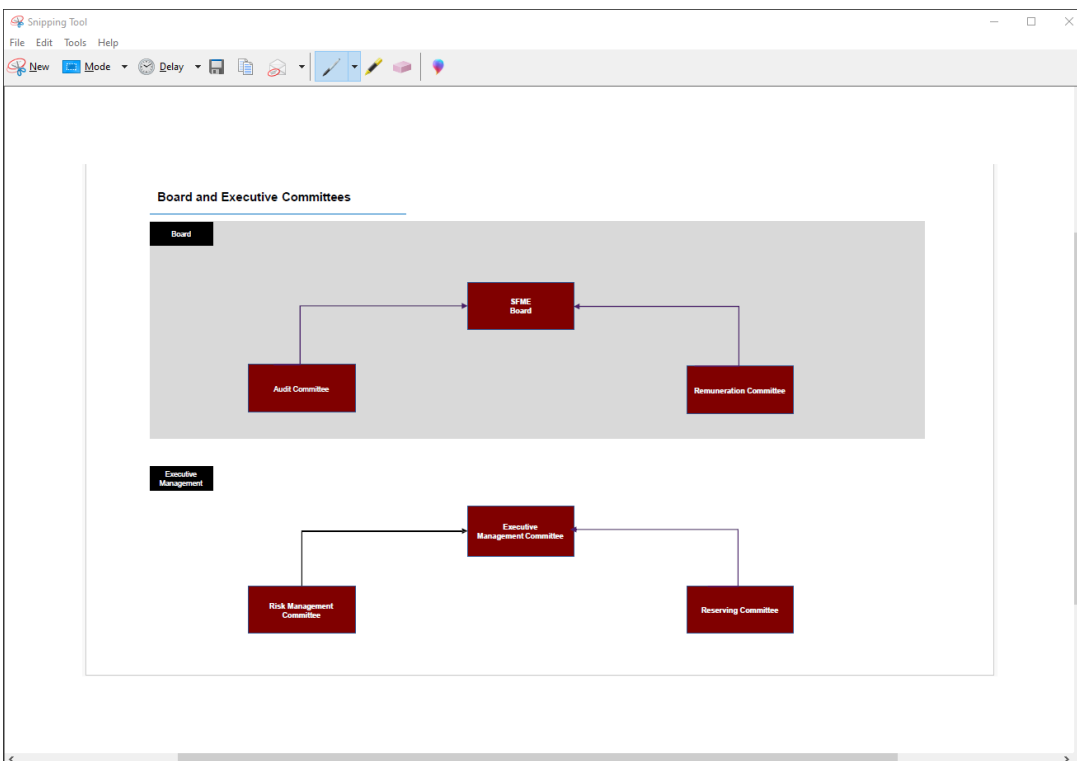 Snipping Tool
File Edit Tools Help
New Mode Delay
Board and Executive Committees
Board
SFME
Board
Audit Committee
Remuneration Committee
Executive
Management
Executive
Management Committee
Risk Management
Committee
Reserving Committee